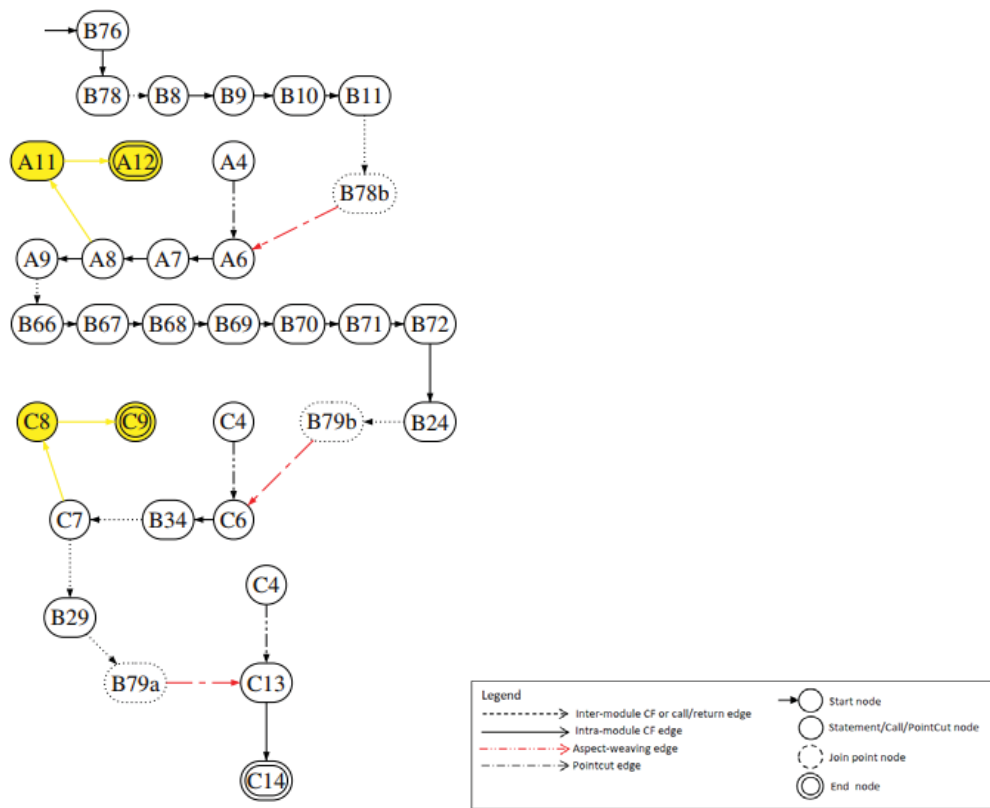 B76
B78 B8 B9 B10 B11
A11 A12 A4
B78b
A9 A8 A7 A6
B66 B67 B68 B69 B70 B71 B72
C8 C9 C4 B79b B24
C7 B34 C6
C4
B29
B79a C13
C14
Legend
Inter-module CF or call/return edge
Intra-module CF edge
Aspect-weaving edge
Pointcut edge
Start node
Statement/Call/PointCut node
Join point node
End node